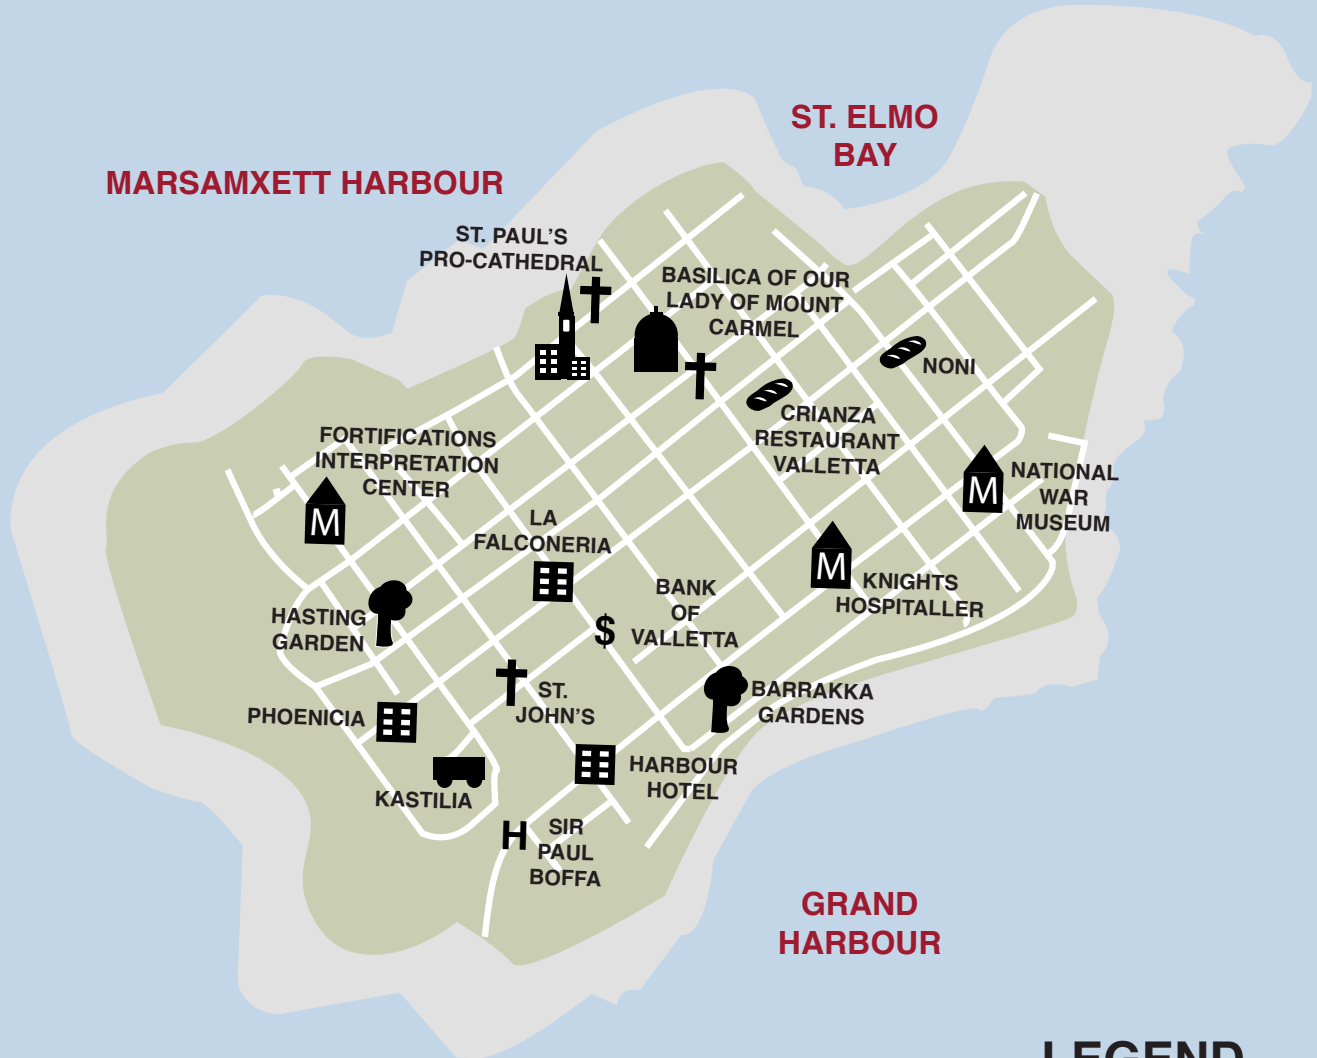 ST. ELMO
BAY
MARSAMXETT HARBOUR
ST. PAUL'S
PRO-CATHEDRAL
BASILICA OF OUR
LADY OF MOUNT
CARMEL
NONI
CRIANZA
RESTAURANT
VALLETTA
FORTIFICATIONS
INTERPRETATION
CENTER
M
M
NATIONAL
WAR
MUSEUM
LA
FALCONERIA
M
KNIGHTS
HOSPITALLER
BANK
OF
VALLETTA
$
HASTING
GARDEN
ST.
JOHN'S
BARRAKKA
GARDENS
PHOENICIA
HARBOUR
HOTEL
KASTILIA
H
SIR
PAUL
BOFFA
GRAND
HARBOUR
LEGEND